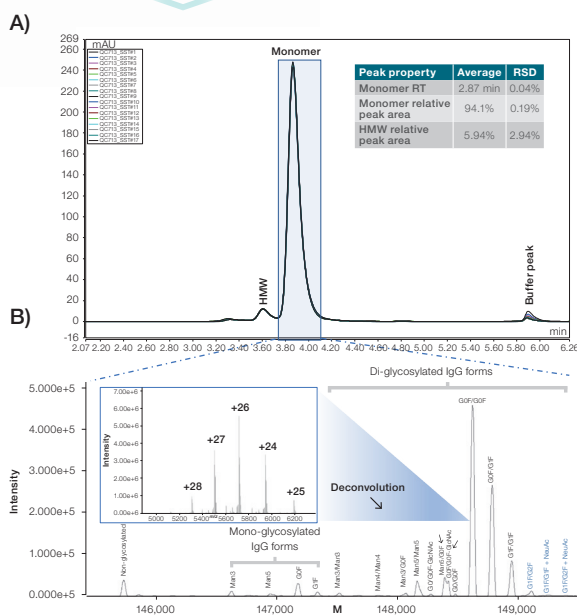 A)
269
mAU
240
220
200
180
160
140
120
100
80
60
40
20
0
-16
QC713_SST#1
QC713_SST#2
QC713_SST#3
QC713_SST#4
QC713_SST#5
QC713_SST#6
QC713_SST#7
QC713_SST#8
QC713_SST#9
QC713_SST#10
QC713_SST#11
QC713_SST#12
QC713_SST#13
QC713_SST#14
QC713_SST#15
QC713_SST#16
QC713_SST#17
Monomer
HMW
Buffer peak
Peak property Average RSD
Monomer RT 2.87 min 0.04%
Monomer relative peak area 94.1% 0.19%
HMW relative peak area 5.94% 2.94%
min
2.07 2.20 2.40 2.60 2.80 3.00 3.20 3.40 3.60 3.80 4.00 4.20 4.40 4.60 4.80 5.00 5.20 5.40 5.60 5.80 6.00 6.26
B)
5.000e+5
4.000e+5
3.000e+5
2.000e+5
1.000e+5
0.000e+0
Intensity
7.00e+6
6.00e+6
5.00e+6
4.00e+6
3.00e+6
2.00e+6
1.00e+6
0.00e+0
Intensity
+28
+27
+26
+24
+25
5000 5200 5400 5600 5800 6000 6200
Di-glycosylated IgG forms
Deconvolution
Mono-glycosylated
IgG forms
Non-glycosylated
Man3
Man5
G0F
G1F
Man3/Man3
Man4/Man4
Man3/G0F
Man5/Man5
G0/G0F-GlcNAc
Man5/G0F
G0F/G0F-GlcNAc
G0/G0F
G0F/G0F
G0F/G1F
G1F/G1F
G1F/G2F
G1F/G1F + NeuAc
G1F/G2F + NeuAc
146,000 147,000 M 148,000 149,000